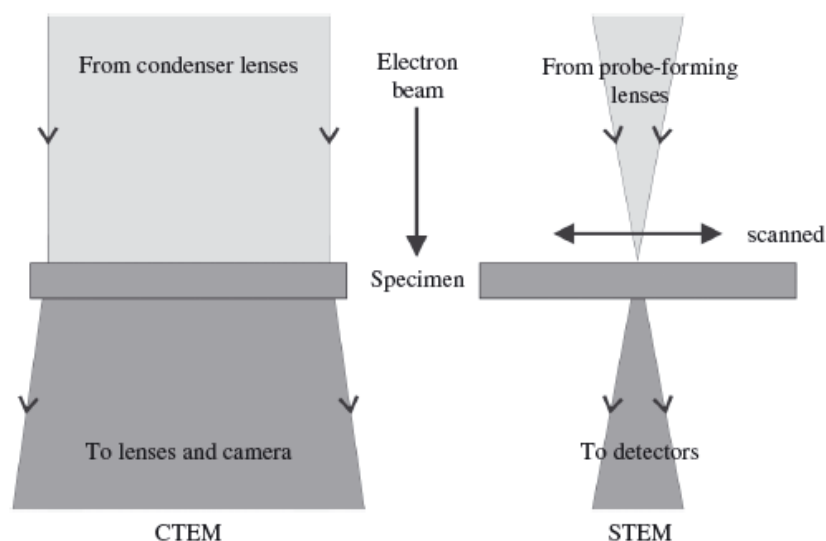 From condenser lenses
Electron
beam
From probe-forming
lenses
scanned
Specimen
To lenses and camera
To detectors
CTEM
STEM